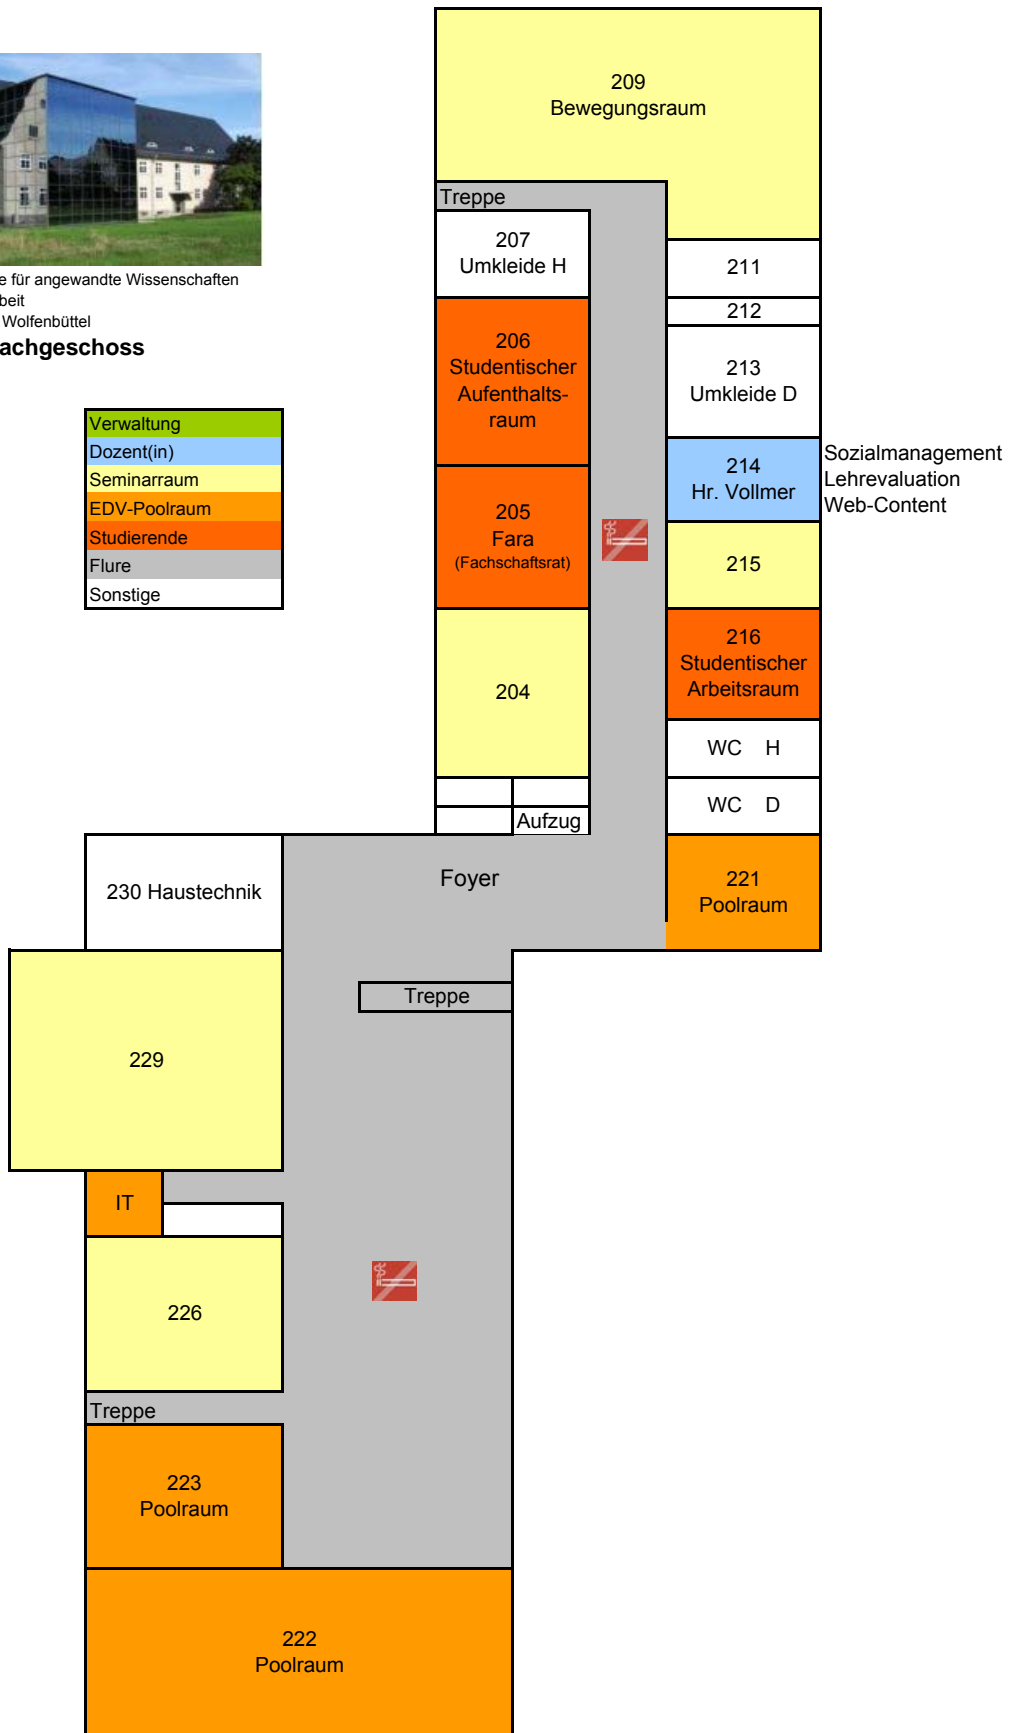 209
Bewegungsraum
Treppe
207
Umkleide H
211
212
e für angewandte Wissenschaften
beit
Wolfenbüttel
achgeschoss
206
Studentischer
Aufenthalts-
raum
213
Umkleide D
Verwaltung
Dozent(in)
Seminarraum
EDV-Poolraum
Studierende
Flure
Sonstige
214
Hr. Vollmer
Sozialmanagement
Lehrevaluation
Web-Content
205
Fara
(Fachschaftsrat)
215
216
Studentischer
Arbeitsraum
204
WC H
WC D
Aufzug
230 Haustechnik
Foyer
221
Poolraum
Treppe
229
IT
226
Treppe
223
Poolraum
222
Poolraum